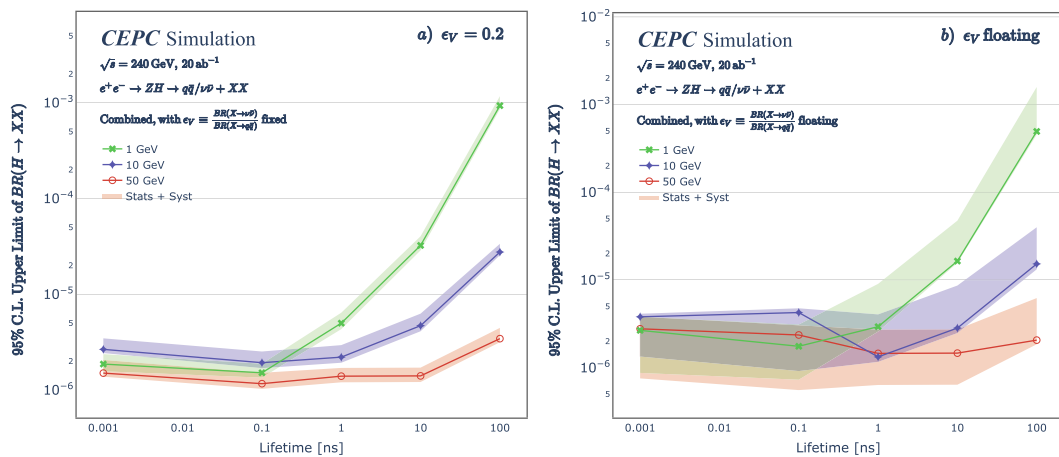 95% C.L. Upper Limit of BR(H → XX)
5
10⁻³
5
2
10⁻⁴
5
2
10⁻⁵
5
2
10⁻⁶
CEPC Simulation
a) ϵ_V = 0.2
√s = 240 GeV, 20 ab⁻¹
e⁺e⁻ → ZH → qq̄/νν̄ + XX
Combined, with ϵ_V ≡ BR(X→νν̄)/BR(X→qq̄) fixed
1 GeV
10 GeV
50 GeV
Stats + Syst
0.001 0.01 0.1 1 10 100
Lifetime [ns]
95% C.L. Upper Limit of BR(H → XX)
10⁻²
5
2
10⁻³
5
2
10⁻⁴
5
2
10⁻⁵
5
2
10⁻⁶
5
CEPC Simulation
b) ϵ_V floating
√s = 240 GeV, 20 ab⁻¹
e⁺e⁻ → ZH → qq̄/νν̄ + XX
Combined, with ϵ_V ≡ BR(X→νν̄)/BR(X→qq̄) floating
1 GeV
10 GeV
50 GeV
Stats + Syst
0.001 0.01 0.1 1 10 100
Lifetime [ns]